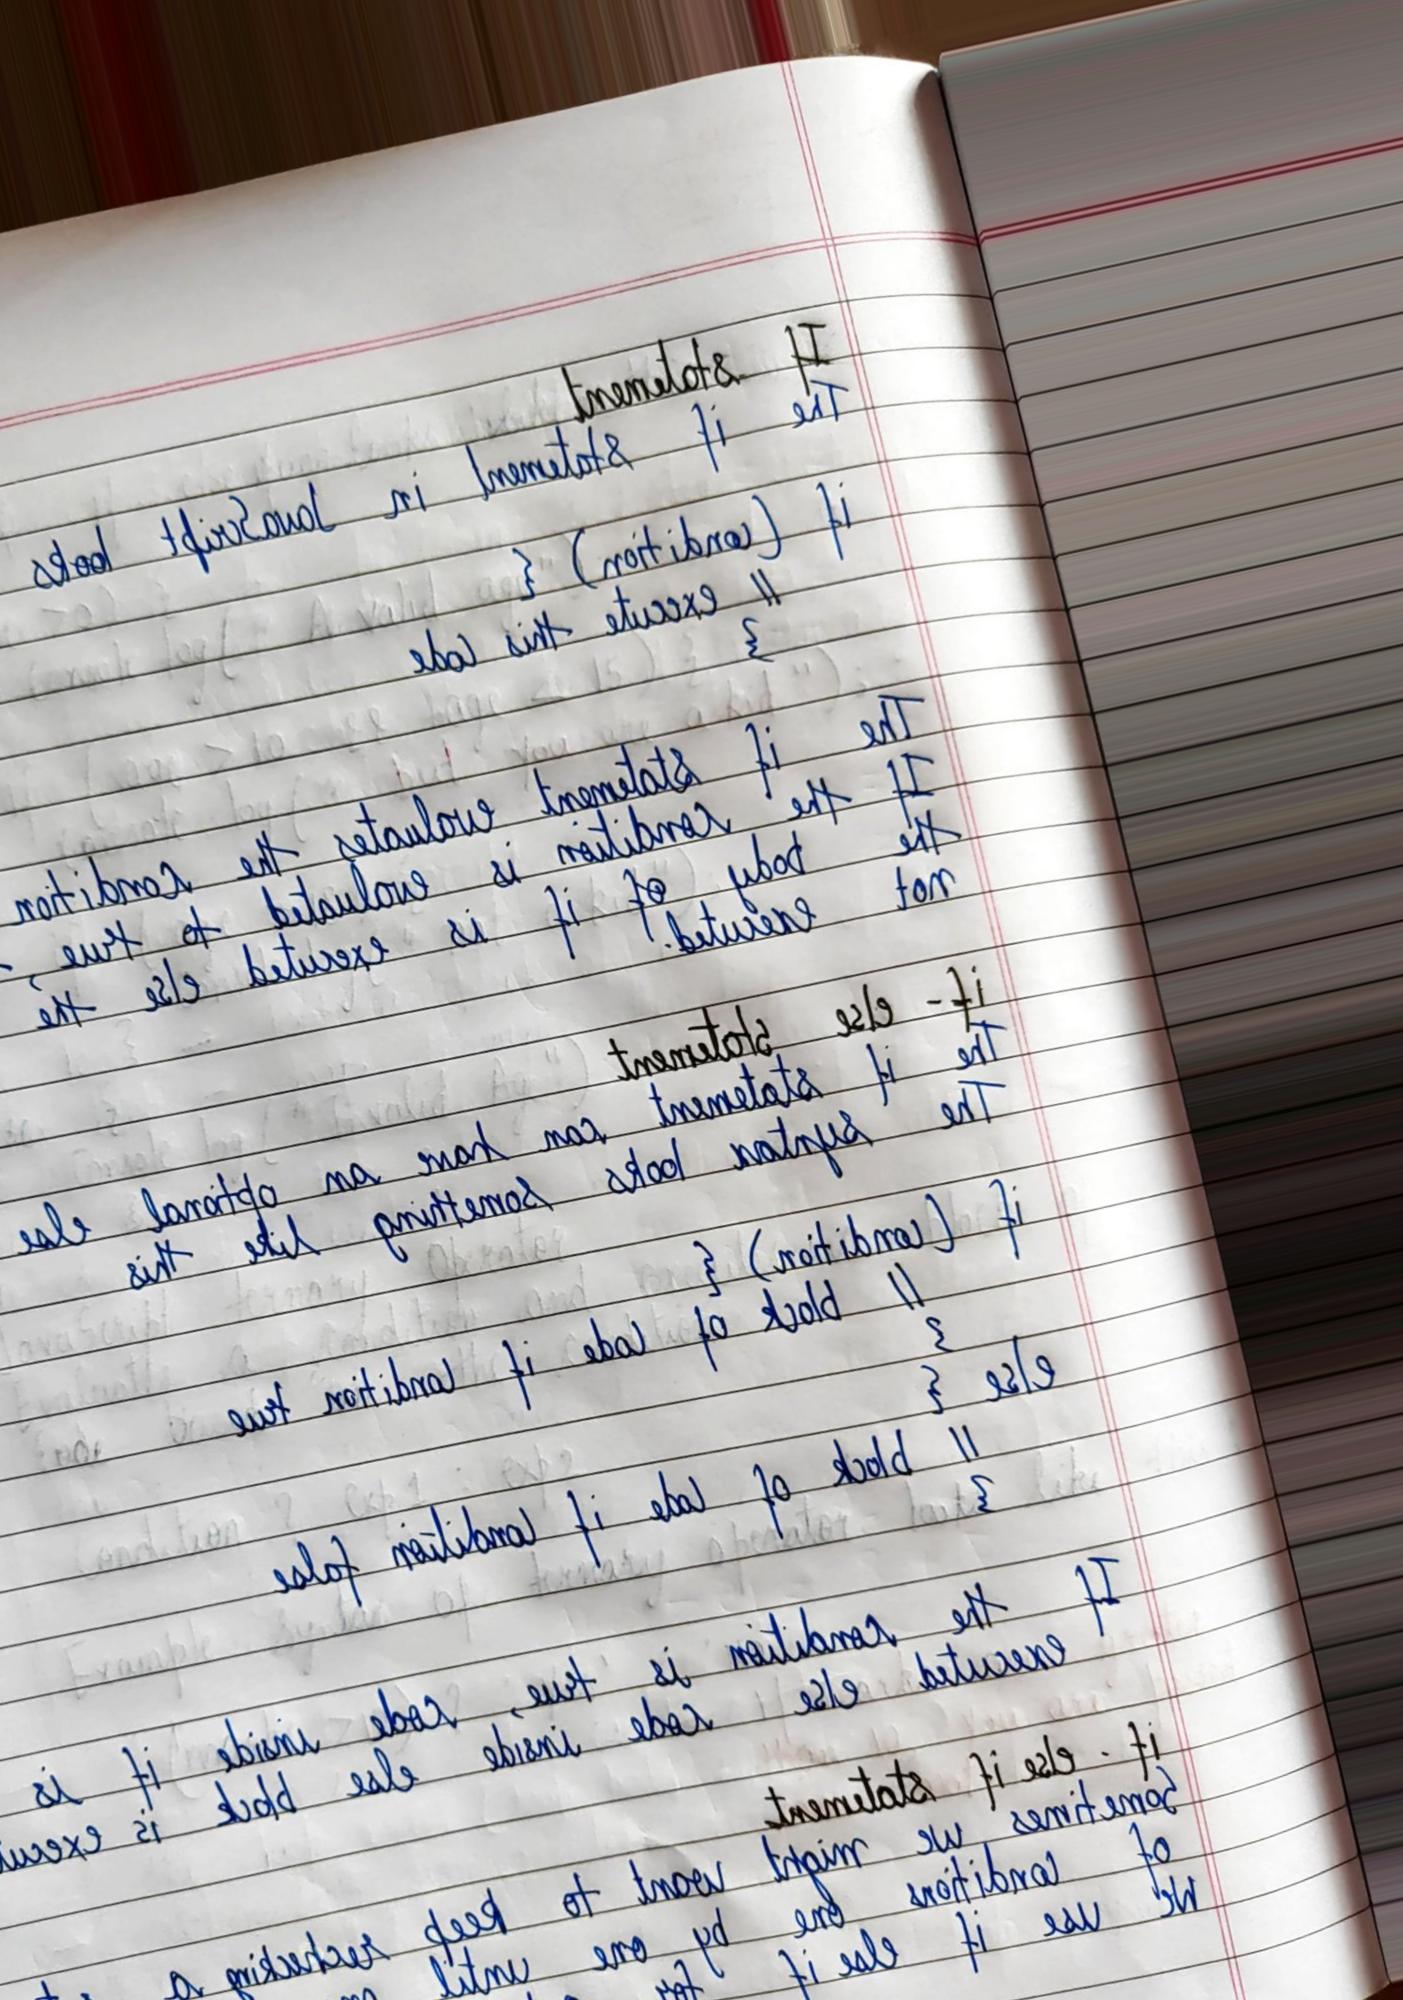 If statement
The if statement in JavaScript looks
if (condition) {
// execute this code
}
The if statement evaluates the condition
If the condition is evaluated to true,
the body of if is executed else the
not executed.
if - else statement
The if statement can have an optional else
The syntax looks something like this
if (condition) {
// block of code if condition true
}
else {
// block of code if condition false
}
If the condition is true, code inside if is
executed else code inside else block is
if - else if statement
Sometimes, we might want to keep rechecking a
of conditions one by one until
We use if else if for